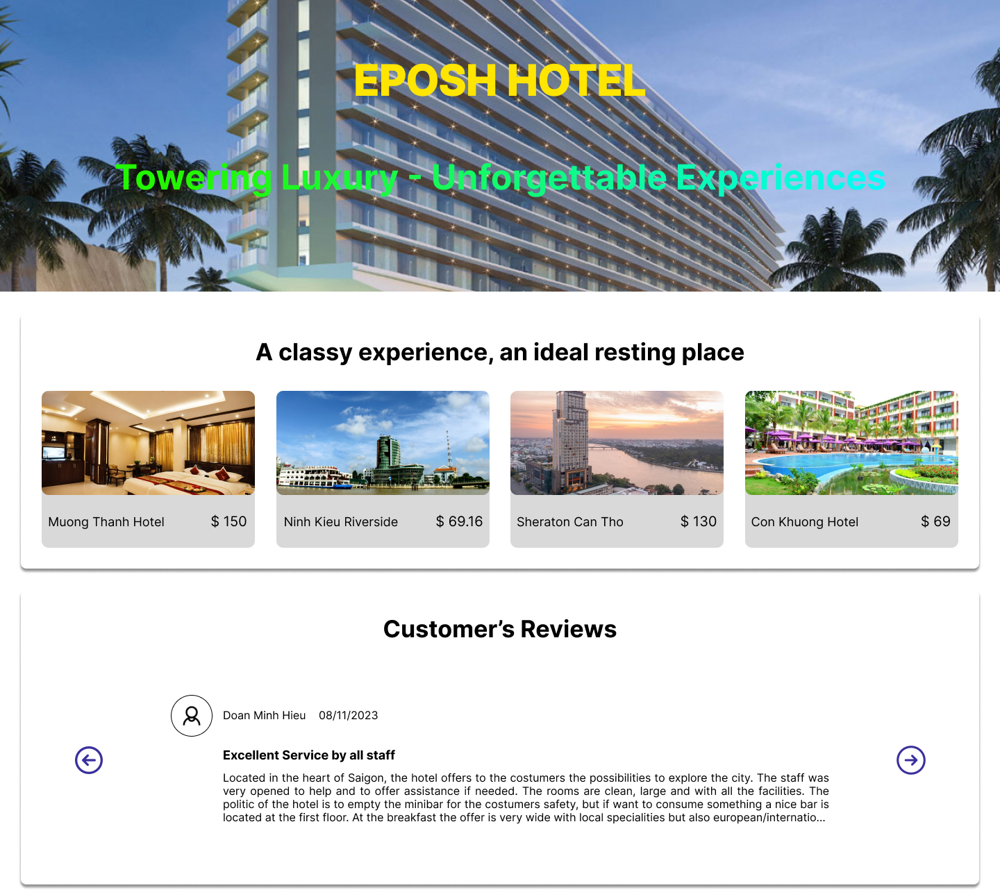 EPOSH HOTEL
Towering Luxury - Unforgettable Experiences
A classy experience, an ideal resting place
Muong Thanh Hotel $ 150
Ninh Kieu Riverside $ 69.16
Sheraton Can Tho $ 130
Con Khuong Hotel $ 69
Customer’s Reviews
Doan Minh Hieu 08/11/2023
Excellent Service by all staff
Located in the heart of Saigon, the hotel offers to the costumers the possibilities to explore the city. The staff was
very opened to help and to offer assistance if needed. The rooms are clean, large and with all the facilities. The
politic of the hotel is to empty the minibar for the costumers safety, but if want to consume something a nice bar is
located at the first floor. At the breakfast the offer is very wide with local specialities but also european/internatio...